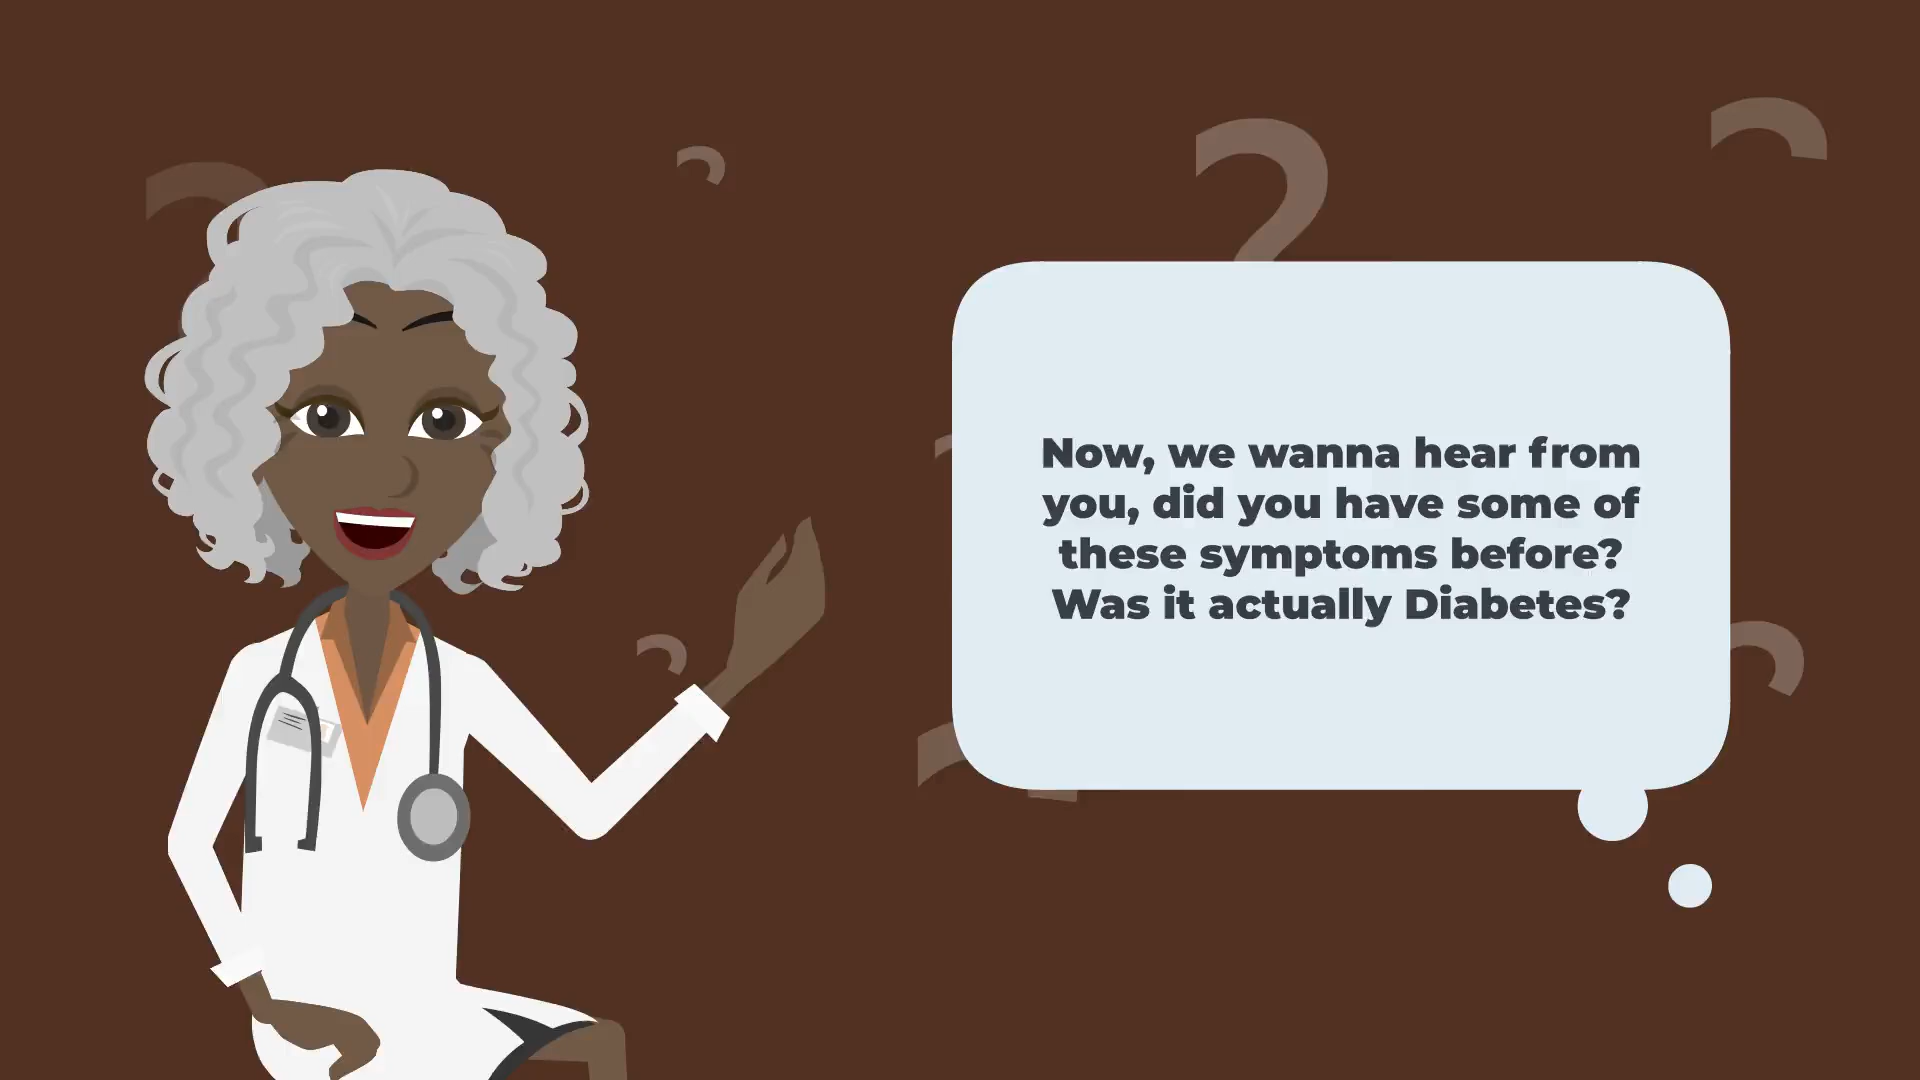 Now, we wanna hear from
you, did you have some of
these symptoms before?
Was it actually Diabetes?